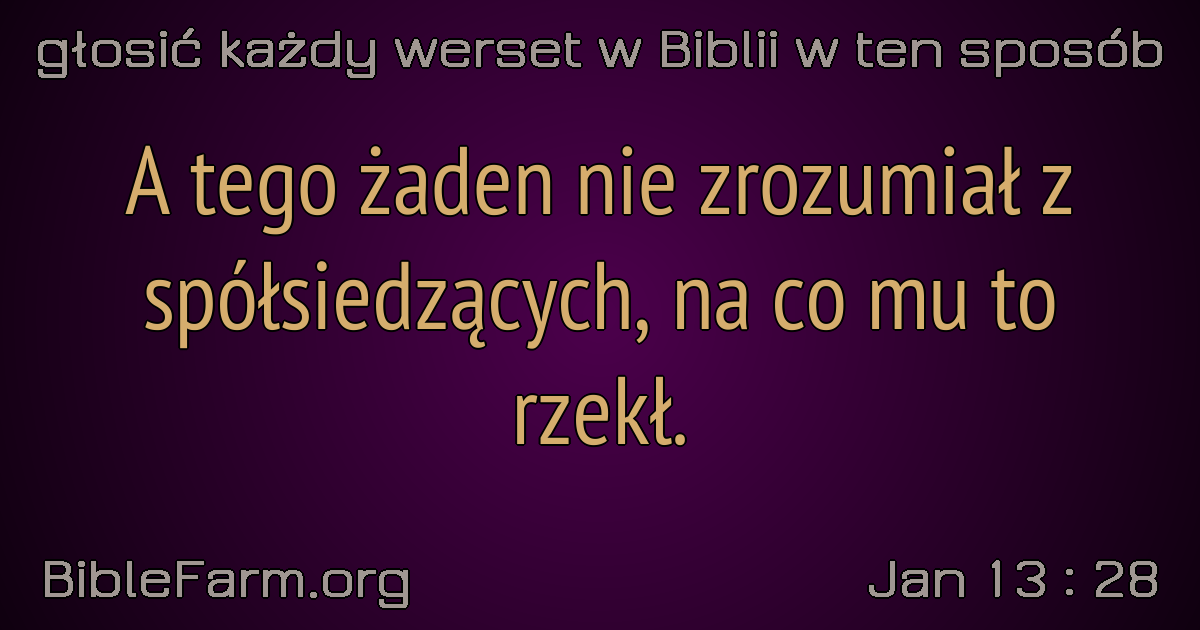 głosić każdy werset w Biblii w ten sposób
A tego żaden nie zrozumiał z
spółsiedzących, na co mu to
rzekł.
BibleFarm.org
Jan 13 : 28